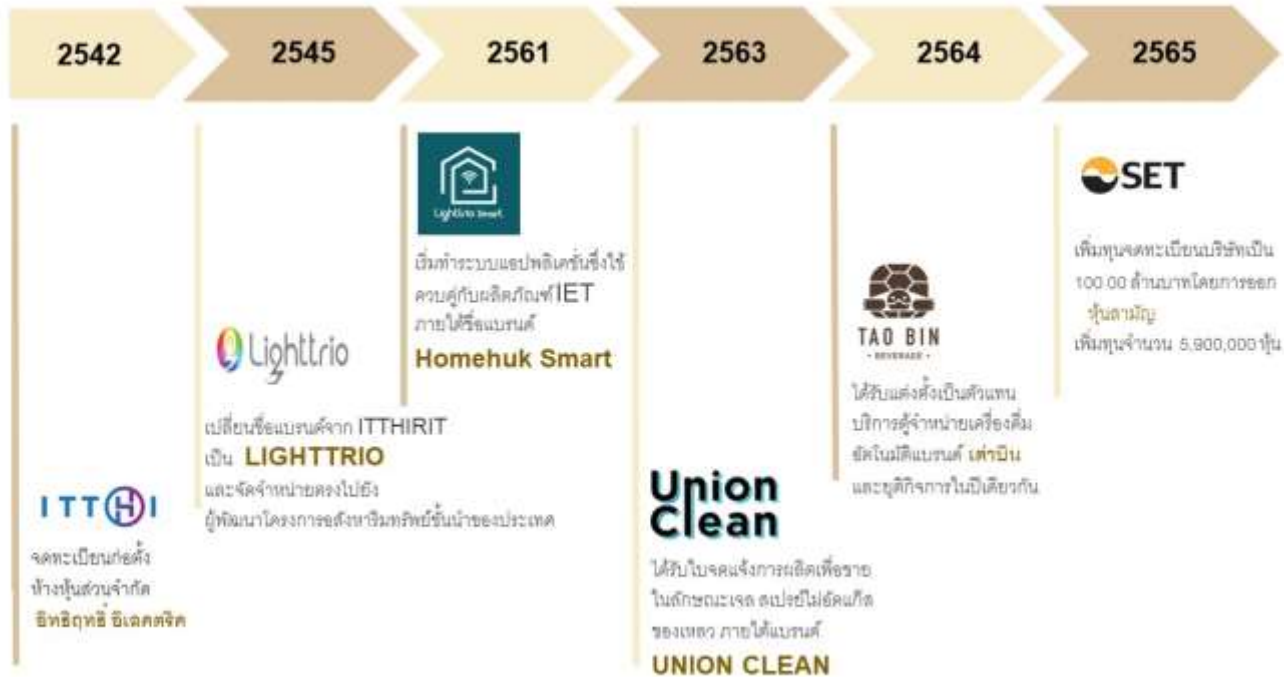 2542
2545
2561
2563
2564
2565
ITTHI
จดทะเบียนก่อตั้ง
ห้างหุ้นส่วนจำกัด
อิทธิฤทธิ์ อิเลคตริค
Lighttrio
เปลี่ยนชื่อแบรนด์จาก ITTHIRIT
เป็น LIGHTTRIO
และจัดจำหน่ายตรงไปยัง
ผู้พัฒนาโครงการอสังหาริมทรัพย์ชั้นนำของประเทศ
Lighttrio Smart
เริ่มทำระบบแอปพลิเคชั่นซึ่งใช้
ควบคู่กับผลิตภัณฑ์ IET
ภายใต้ชื่อแบรนด์
Homehuk Smart
Union
Clean
ได้รับใบจดแจ้งการผลิตเพื่อขาย
ในลักษณะเจล สเปรย์ไม่อัดแก๊ส
ของเหลว ภายใต้แบรนด์
UNION CLEAN
TAO BIN
- BEVERAGE -
ได้รับแต่งตั้งเป็นตัวแทน
บริการตู้จำหน่ายเครื่องดื่ม
อัตโนมัติแบรนด์ เต่าบิน
และยุติกิจการในปีเดียวกัน
SET
เพิ่มทุนจดทะเบียนบริษัทเป็น
100.00 ล้านบาทโดยการออก
หุ้นสามัญ
เพิ่มทุนจำนวน 5,900,000 หุ้น